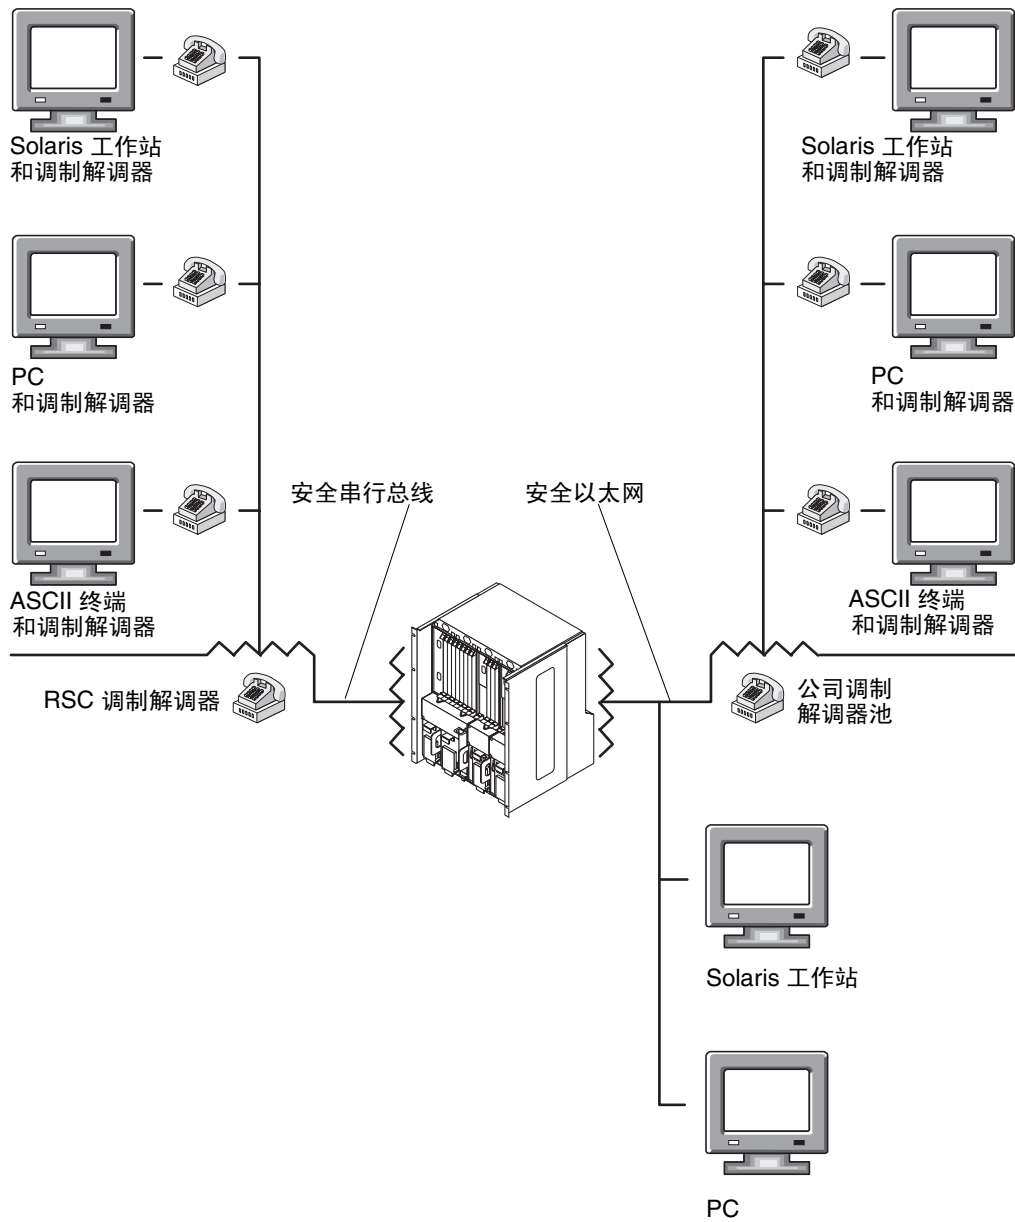 Solaris 工作站
和调制解调器
Solaris 工作站
和调制解调器
PC
和调制解调器
PC
和调制解调器
安全串行总线
安全以太网
ASCII 终端
和调制解调器
ASCII 终端
和调制解调器
RSC 调制解调器
公司调制
解调器池
Solaris 工作站
PC